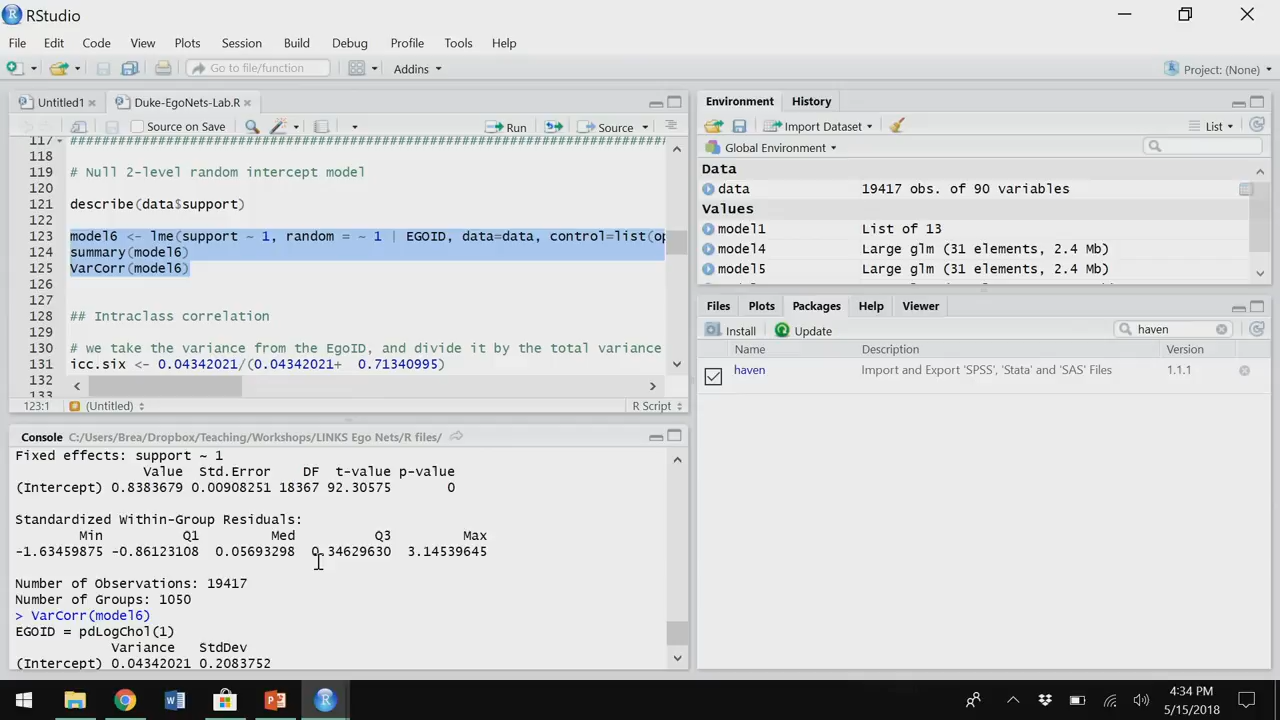 RStudio
File Edit Code View Plots Session Build Debug Profile Tools Help
Go to file/function Addins Project: (None)
Untitled1 Duke-EgoNets-Lab.R
Source on Save Run Source
117 ################################################################################
118
119 # Null 2-level random intercept model
120
121 describe(data$support)
122
123 model6 <- lme(support ~ 1, random = ~ 1 | EGOID, data=data, control=list(op
124 summary(model6)
125 VarCorr(model6)
126
127
128 ## Intraclass correlation
129
130 # we take the variance from the EgoID, and divide it by the total variance
131 icc.six <- 0.04342021/(0.04342021+ 0.71340995)
132
133
123:1 (Untitled) R Script
Console C:/Users/Brea/Dropbox/Teaching/Workshops/LINKS Ego Nets/R files/
Fixed effects: support ~ 1
Value Std.Error DF t-value p-value
(Intercept) 0.8383679 0.00908251 18367 92.30575 0
Standardized Within-Group Residuals:
Min Q1 Med Q3 Max
-1.63459875 -0.86123108 0.05693298 0.34629630 3.14539645
Number of Observations: 19417
Number of Groups: 1050
> VarCorr(model6)
EGOID = pdLogChol(1)
Variance StdDev
(Intercept) 0.04342021 0.2083752
Environment History
Import Dataset List
Global Environment
Data
data 19417 obs. of 90 variables
Values
model1 List of 13
model4 Large glm (31 elements, 2.4 Mb)
model5 Large glm (31 elements, 2.4 Mb)
Files Plots Packages Help Viewer
Install Update haven
Name Description Version
haven Import and Export 'SPSS', 'Stata' and 'SAS' Files 1.1.1
4:34 PM
5/15/2018